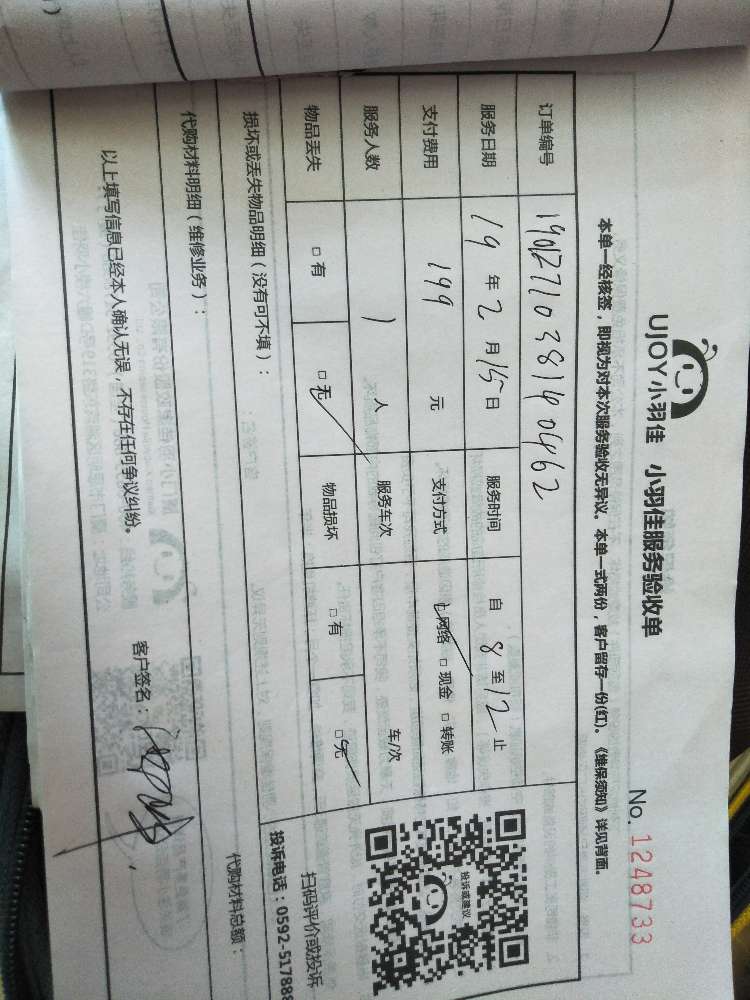 UJOY小羽佳 小羽佳服务验收单
No. 1248733
本单一经核签，即视为对本次服务验收无异议。本单一式两份，客户留存一份(红)。《维保须知》详见背面。
订单编号
服务日期 19 年 2 月 15 日 服务时间 自 8 至 12 止
支付费用 199 元 支付方式 □网络 □现金 □转账
服务人数 1 人 服务车次 车/次
物品丢失 □有 □无 物品损坏 □有 □无
投诉或建议
扫码评价或投诉
投诉电话：0592-517888
损坏或丢失物品明细（没有可不填）：
代购材料明细（维修业务）：
代购材料总额：
以上填写信息已经本人确认无误，不存在任何争议纠纷。
客户签名：